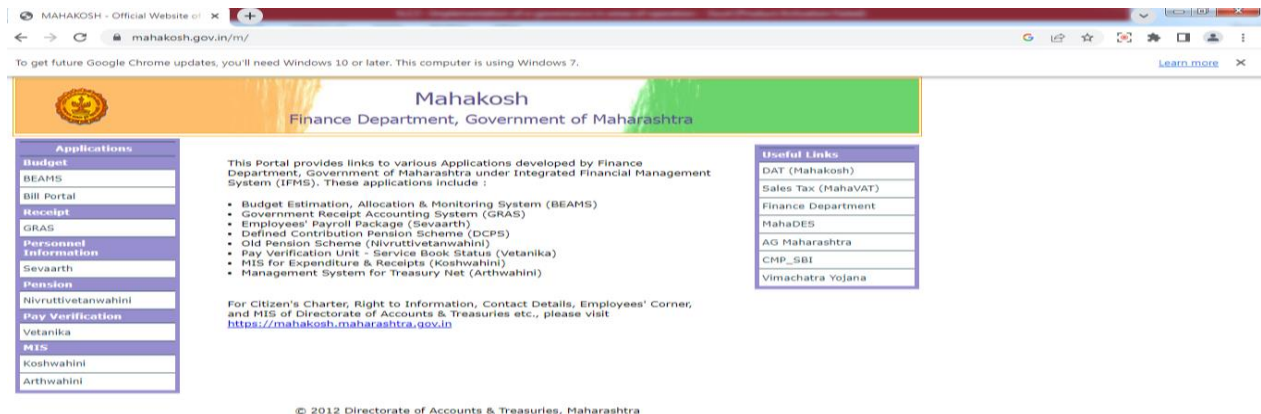 MAHAKOSH - Official Website of
mahakosh.gov.in/m/
To get future Google Chrome updates, you'll need Windows 10 or later. This computer is using Windows 7.
Learn more
Mahakosh
Finance Department, Government of Maharashtra
Applications
Budget
BEAMS
Bill Portal
Receipt
GRAS
Personnel
Information
Sevaarth
Pension
Nivruttivetanwahini
Pay Verification
Vetanika
MIS
Koshwahini
Arthwahini
This Portal provides links to various Applications developed by Finance
Department, Government of Maharashtra under Integrated Financial Management
System (IFMS). These applications include :
• Budget Estimation, Allocation & Monitoring System (BEAMS)
• Government Receipt Accounting System (GRAS)
• Employees' Payroll Package (Sevaarth)
• Defined Contribution Pension Scheme (DCPS)
• Old Pension Scheme (Nivruttivetanwahini)
• Pay Verification Unit - Service Book Status (Vetanika)
• MIS for Expenditure & Receipts (Koshwahini)
• Management System for Treasury Net (Arthwahini)
For Citizen's Charter, Right to Information, Contact Details, Employees' Corner,
and MIS of Directorate of Accounts & Treasuries etc., please visit
https://mahakosh.maharashtra.gov.in
Useful Links
DAT (Mahakosh)
Sales Tax (MahaVAT)
Finance Department
MahaDES
AG Maharashtra
CMP_SBI
Vimachatra Yojana
© 2012 Directorate of Accounts & Treasuries, Maharashtra